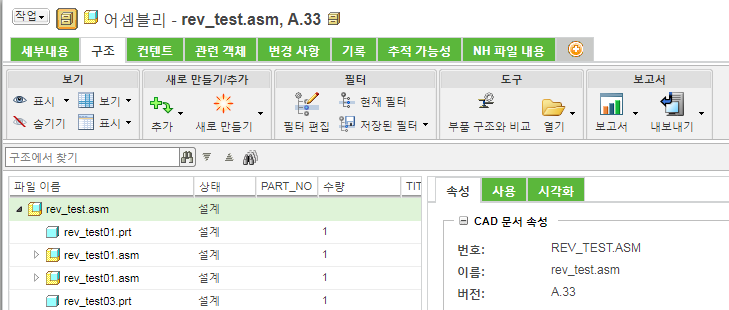 작업 어셈블리 - rev_test.asm, A.33
세부내용 구조 컨텐트 관련 객체 변경 사항 기록 추적 가능성 NH 파일 내용
보기 새로 만들기/추가 필터 도구 보고서
표시 보기 현재 필터
숨기기 표시 추가 새로 만들기 필터 편집 저장된 필터 부품 구조와 비교 열기 보고서 내보내기
구조에서 찾기
파일 이름 상태 PART_NO 수량 TIT 속성 사용 시각화
rev_test.asm 설계 CAD 문서 속성
rev_test01.prt 설계 1
번호: REV_TEST.ASM
rev_test01.asm 설계 1
이름: rev_test.asm
rev_test01.asm 설계 1
버전: A.33
rev_test03.prt 설계 1